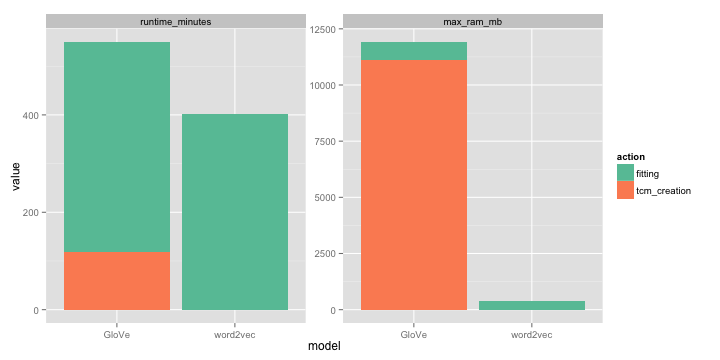 runtime_minutes
max_ram_mb
value
400
200
0
12500
10000
7500
5000
2500
0
GloVe
word2vec
GloVe
word2vec
model
action
fitting
tcm_creation